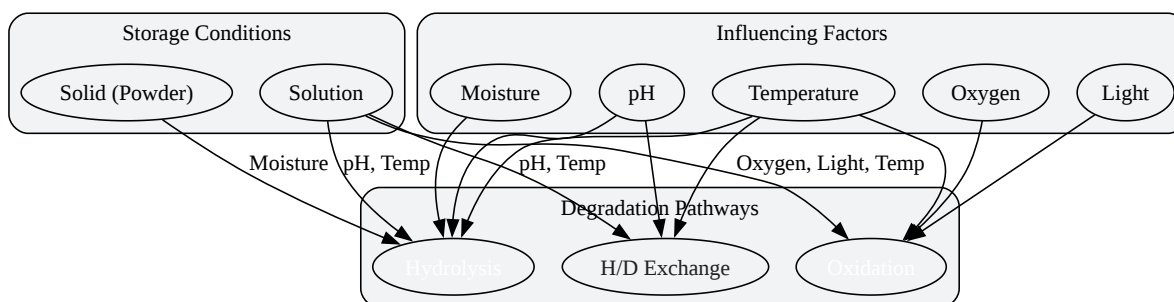 Storage Conditions
Influencing Factors
Solid (Powder)
Solution
Moisture
pH
Temperature
Oxygen
Light
Moisture
pH, Temp
pH, Temp
Oxygen, Light, Temp
Degradation Pathways
Hydrolysis
H/D Exchange
Oxidation